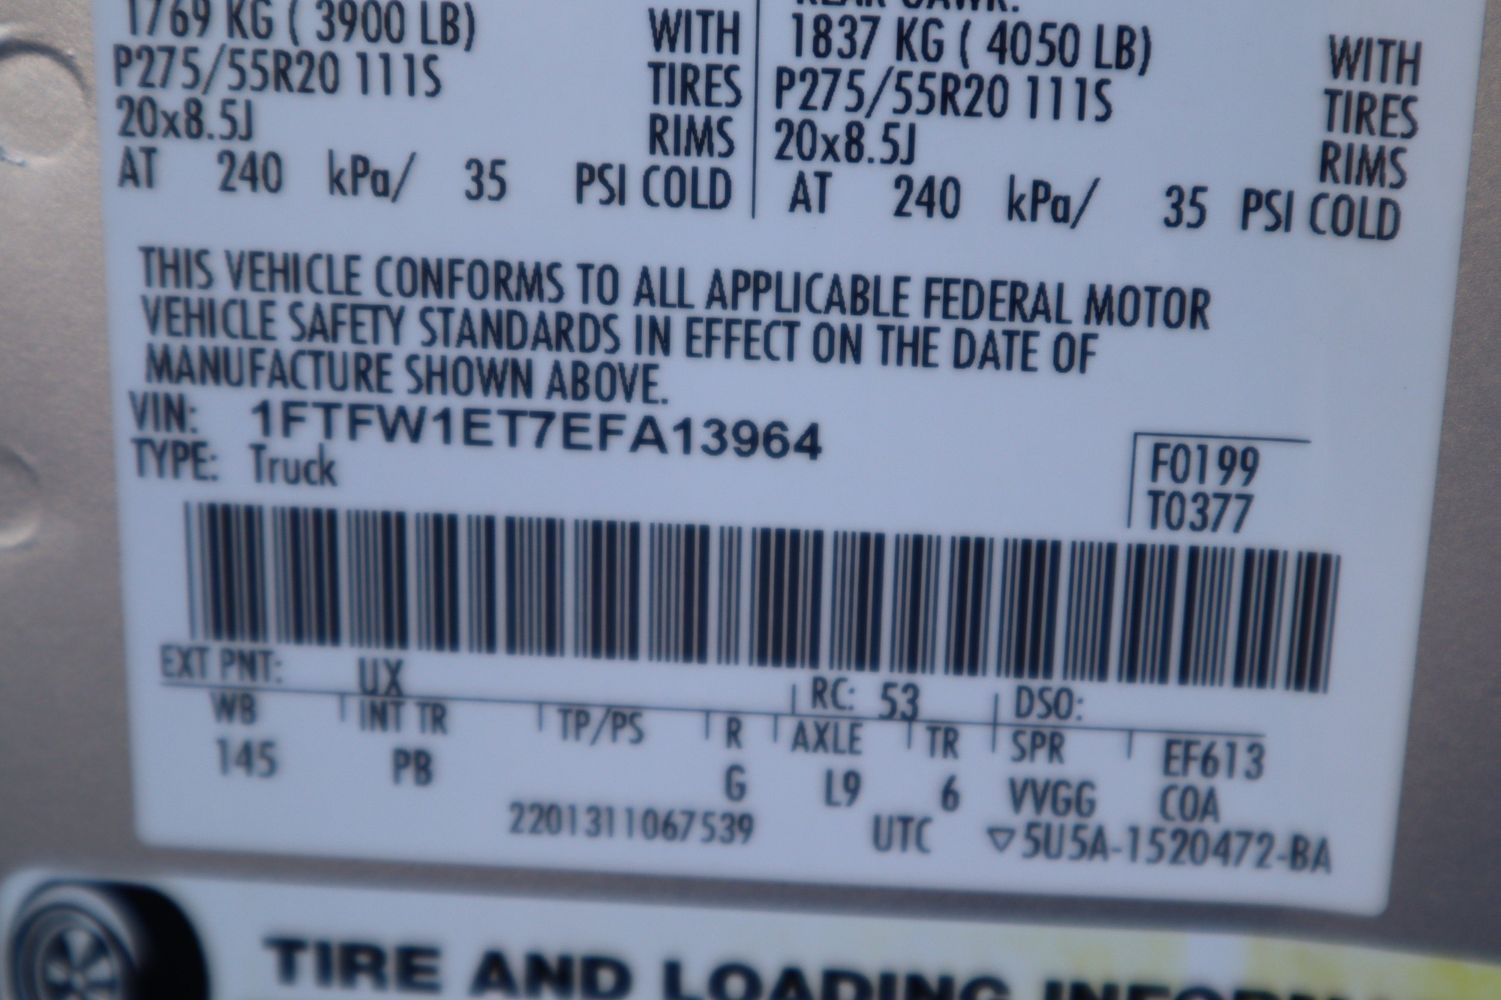 1769 KG ( 3900 LB) WITH
P275/55R20 111S TIRES
20x8.5J RIMS
AT 240 kPa/ 35 PSI COLD
1837 KG ( 4050 LB) WITH
P275/55R20 111S TIRES
20x8.5J RIMS
AT 240 kPa/ 35 PSI COLD
THIS VEHICLE CONFORMS TO ALL APPLICABLE FEDERAL MOTOR
VEHICLE SAFETY STANDARDS IN EFFECT ON THE DATE OF
MANUFACTURE SHOWN ABOVE.
VIN: 1FTFW1ET7EFA13964
TYPE: Truck
F0199
T0377
EXT PNT: UX RC: 53 DSO:
WB INT TR TP/PS R AXLE TR SPR EF613
145 PB G L9 6 VVGG COA
2201311067539 UTC ▽5U5A-1520472-BA
TIRE AND LOADING INFORM